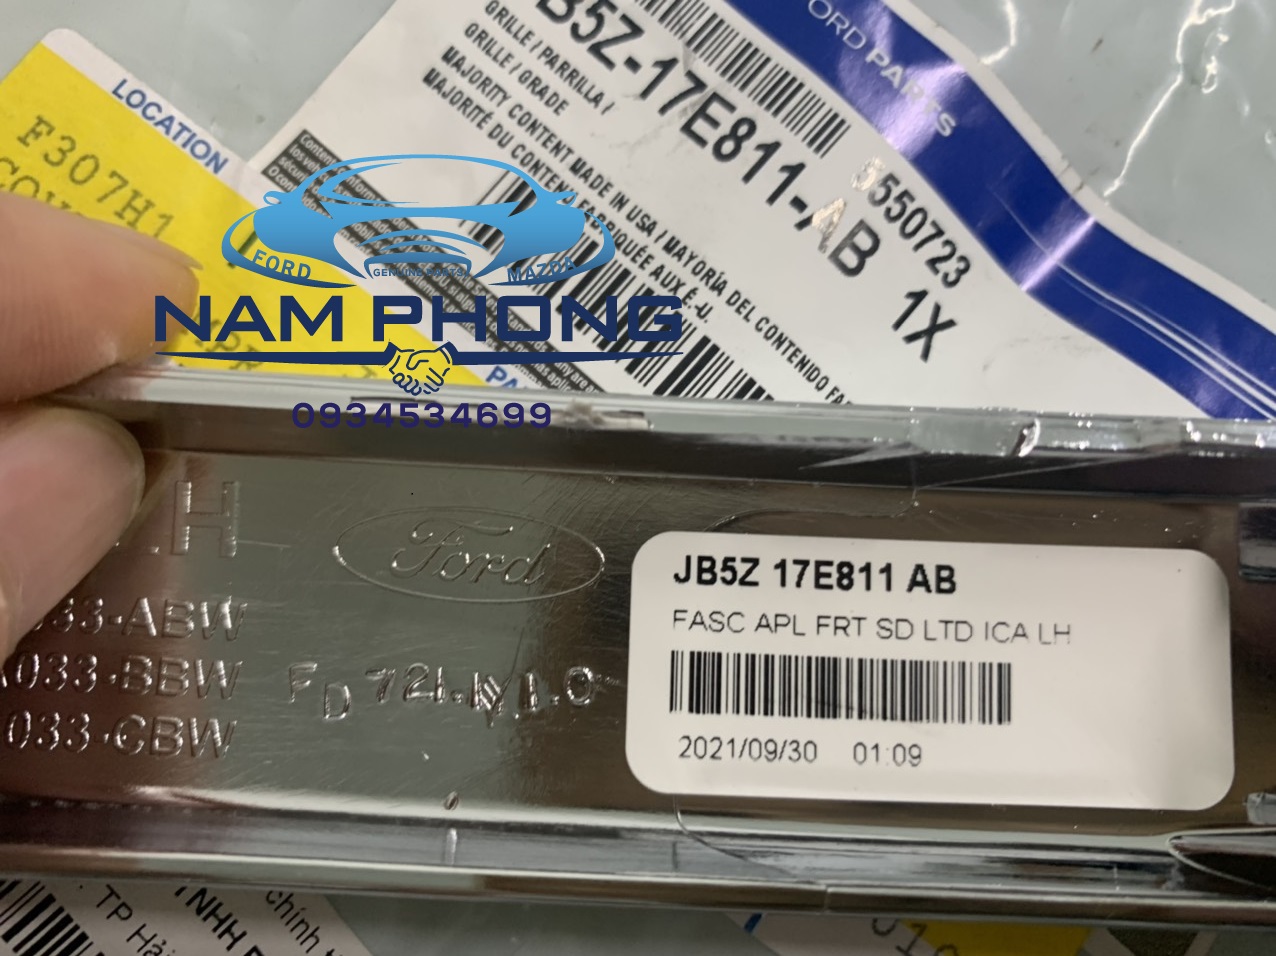 FORD PARTS
B5Z-17E811-AB
GRILLE / PARRILLA /
GRILLE / GRADE
MAJORITY CONTENT MADE IN USA / MAYORÍA DEL CONTENIDO
MAJORITÉ DU CONTENU FABRIQUÉE AUX É.-U.
5550723
1X
LOCATION
F307H1
FORD
GENUINE PARTS
MAZDA
NAM PHONG
0934534699
LH
Ford
033-ABW
033-BBW
033-CBW
JB5Z 17E811 AB
FASC APL FRT SD LTD ICA LH
2021/09/30 01:09
chính
TP Hải